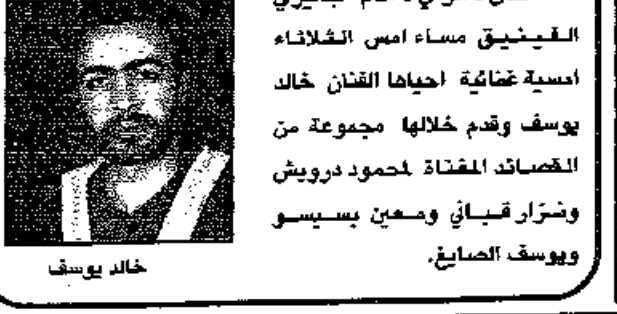 القينيق مساء امس الثلاثاء
امسية غنائية احياها الفنان خالد
يوسف وقدم خلالها مجموعة من
القصائد المغناة لمحمود درويش
ونزار قباني ومعين بسيسو
ويوسف الصايغ.
خالد يوسف